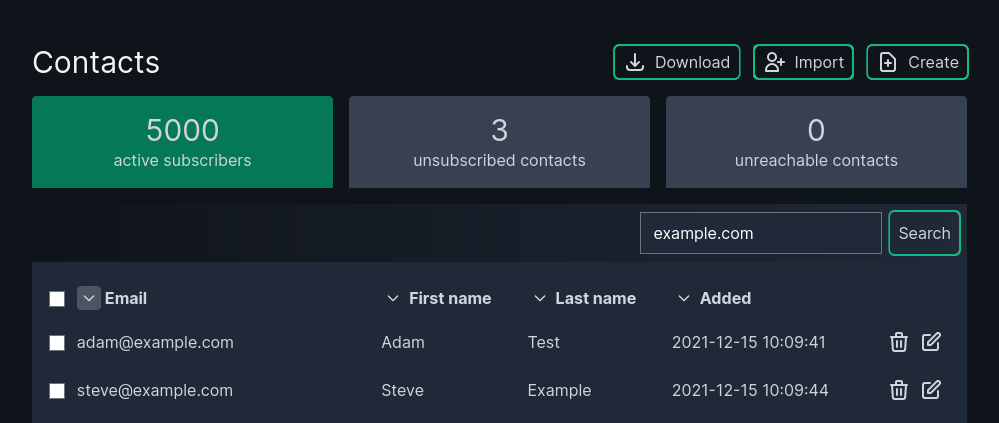 Contacts
Download
Import
Create
5000
active subscribers
3
unsubscribed contacts
0
unreachable contacts
example.com
Search
Email
First name
Last name
Added
adam@example.com
Adam
Test
2021-12-15 10:09:41
steve@example.com
Steve
Example
2021-12-15 10:09:44